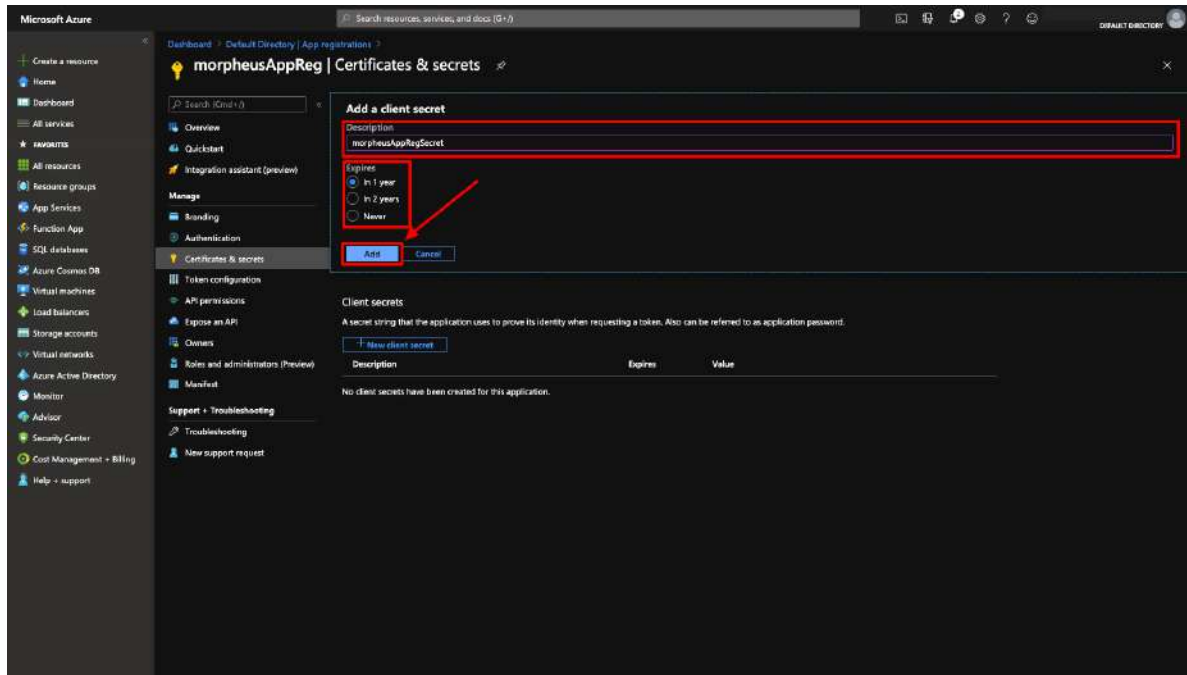 Microsoft Azure
Search resources, services, and docs (G+/)
2
DEFAULT DIRECTORY
Create a resource
Home
Dashboard
All services
FAVORITES
All resources
Resource groups
App Services
Function App
SQL databases
Azure Cosmos DB
Virtual machines
Load balancers
Storage accounts
Virtual networks
Azure Active Directory
Monitor
Advisor
Security Center
Cost Management + Billing
Help + support
Dashboard > Default Directory | App registrations >
morpheusAppReg | Certificates & secrets
Search (Cmd+/)
Overview
Quickstart
Integration assistant (preview)
Manage
Branding
Authentication
Certificates & secrets
Token configuration
API permissions
Expose an API
Owners
Roles and administrators (Preview)
Manifest
Support + Troubleshooting
Troubleshooting
New support request
Add a client secret
Description
morpheusAppRegSecret
Expires
In 1 year
In 2 years
Never
Add Cancel
Client secrets
A secret string that the application uses to prove its identity when requesting a token. Also can be referred to as application password.
New client secret
Description Expires Value
No client secrets have been created for this application.